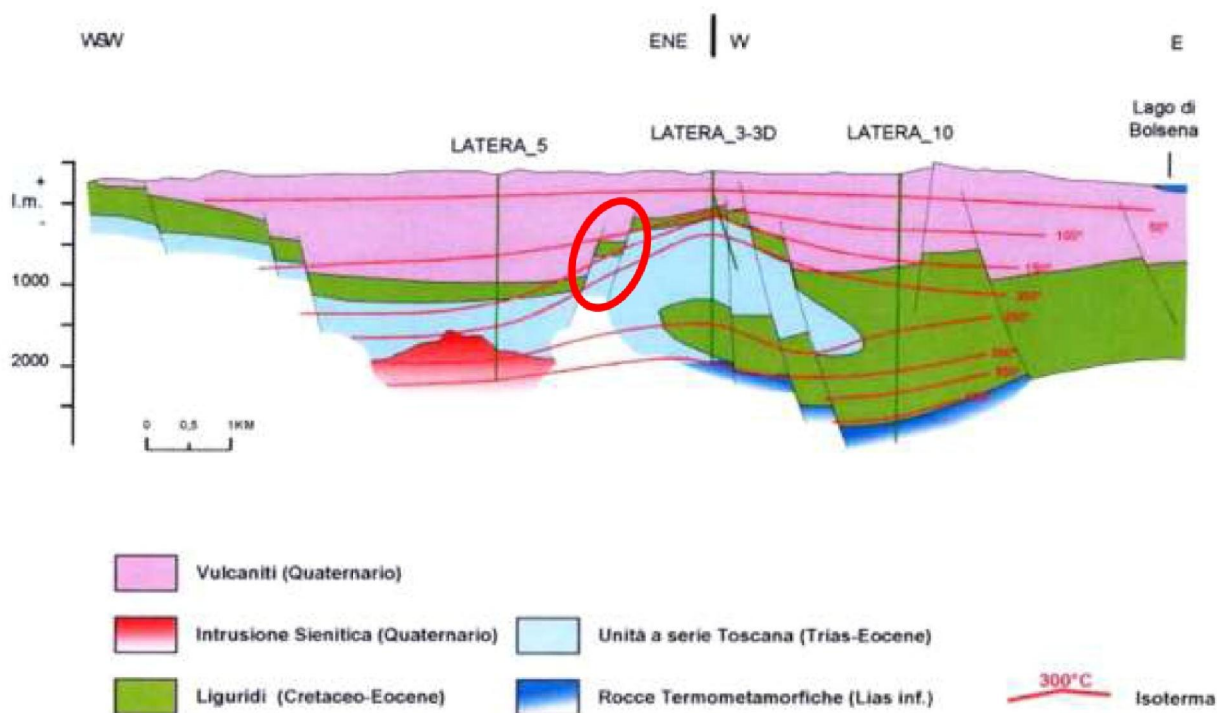 WSW
ENE
W
E
LATERA_5
LATERA_3-3D
LATERA_10
Lago di
Bolsena
+
l.m.
-
1000
2000
50°
100°
0 0,5 1KM
Vulcaniti (Quaternario)
Intrusione Sienitica (Quaternario)
Unità a serie Toscana (Trias-Eocene)
Liguridi (Cretaceo-Eocene)
Rocce Termometamorfiche (Lias inf.)
300°C
Isoterma